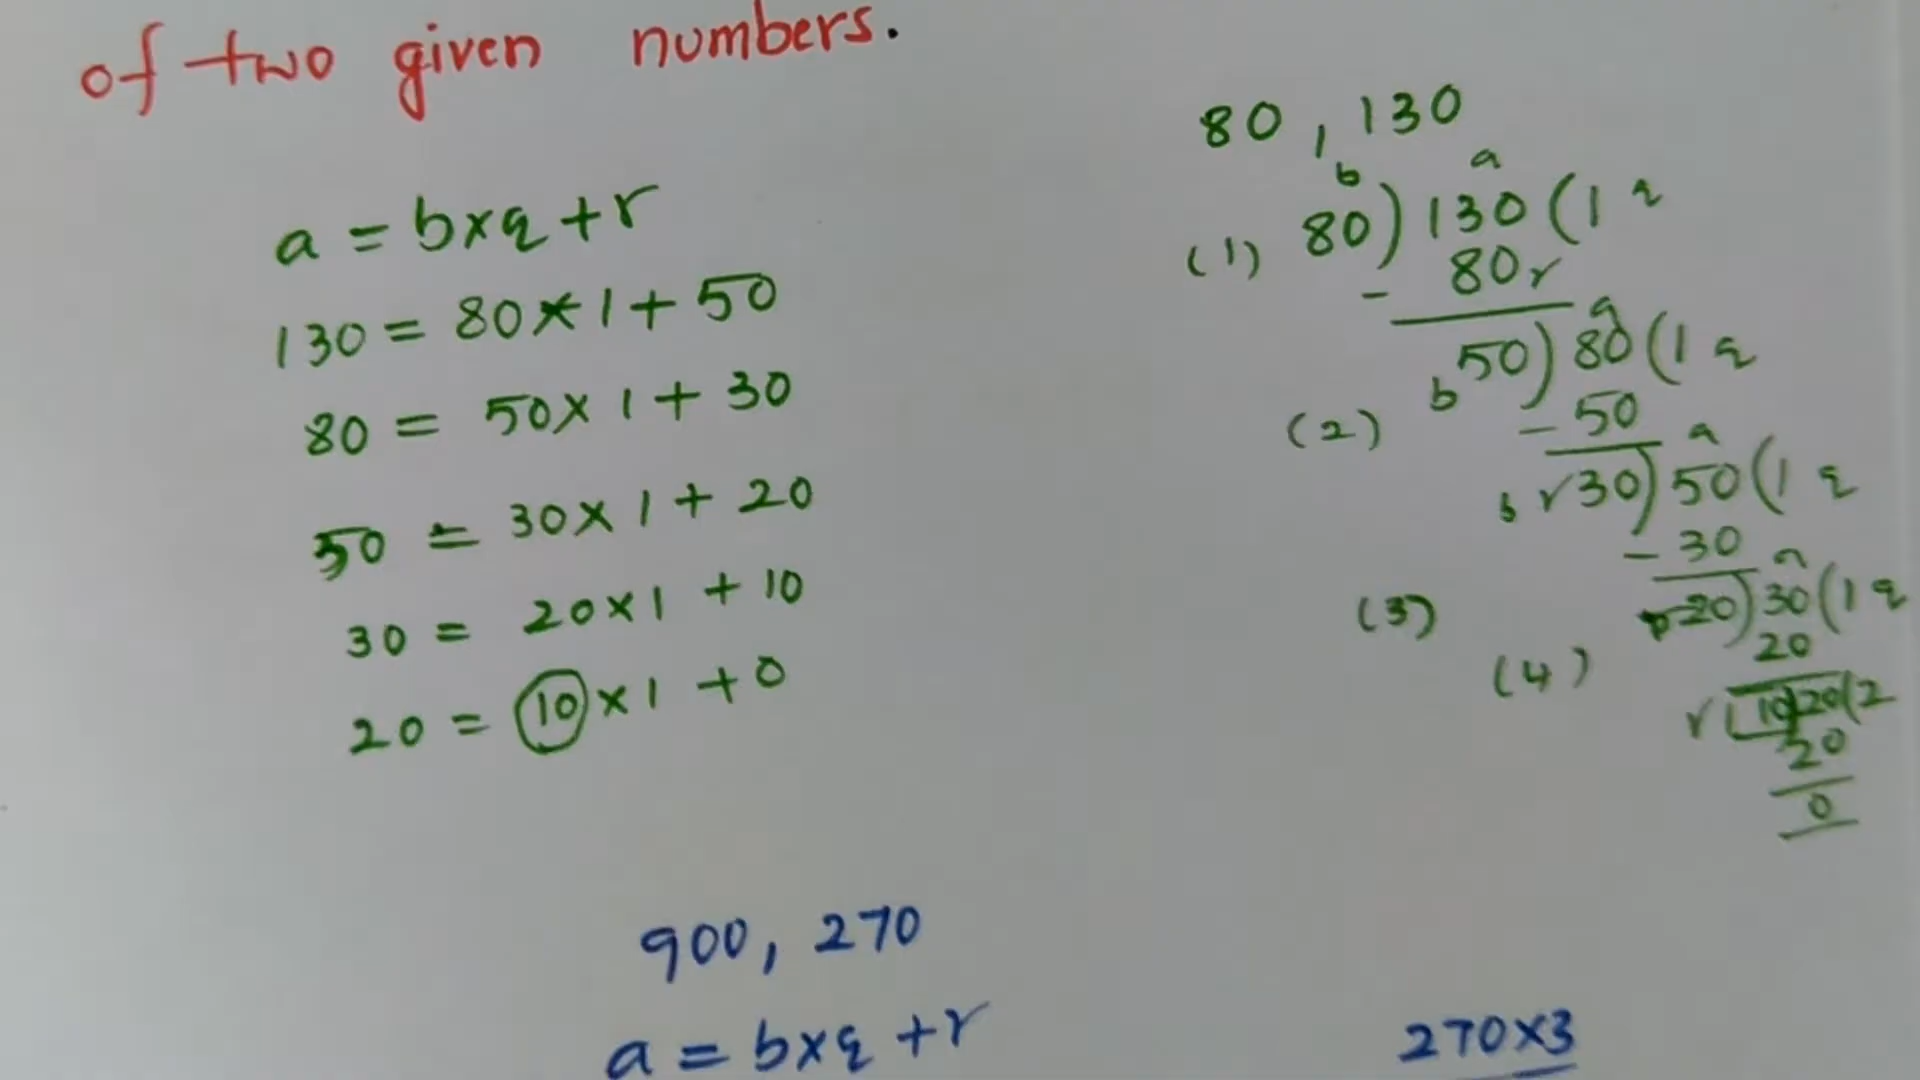 of two given numbers.
a = b×q + r
130 = 80×1 + 50
80 = 50×1 + 30
50 = 30×1 + 20
30 = 20×1 + 10
20 = 10×1 + 0
80, 130
b a
(1) 80) 130 (1 q
- 80 r
a
b 50) 80 (1 q
(2) - 50
a
b r 30) 50 (1 q
- 30 a
(3) 20) 30 (1 q
(4) 20
r 10) 20 (2
20
0
900, 270
a = b×q + r
270×3